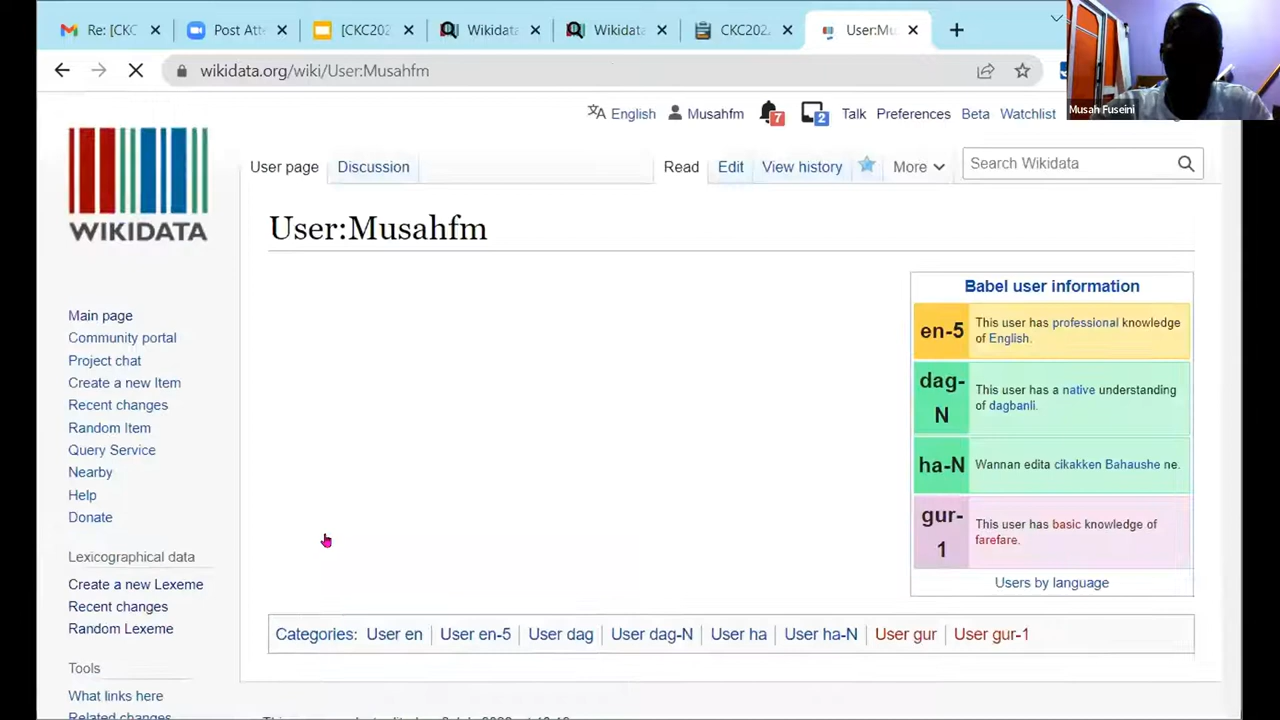 Re: [CKC
Post Atte
[CKC202
Wikidata
Wikidata
CKC202
User:Mu
wikidata.org/wiki/User:Musahfm
Musah Fuseini
English
Musahfm
7
2
Talk
Preferences
Beta
Watchlist
WIKIDATA
User page
Discussion
Read
Edit
View history
More
Search Wikidata
User:Musahfm
Main page
Community portal
Project chat
Create a new Item
Recent changes
Random Item
Query Service
Nearby
Help
Donate
Lexicographical data
Create a new Lexeme
Recent changes
Random Lexeme
Tools
What links here
Related changes
Babel user information
en-5
This user has professional knowledge
of English.
dag-
N
This user has a native understanding
of dagbanli.
ha-N
Wannan edita cikakken Bahaushe ne.
gur-
1
This user has basic knowledge of
farefare.
Users by language
Categories: User en | User en-5 | User dag | User dag-N | User ha | User ha-N | User gur | User gur-1